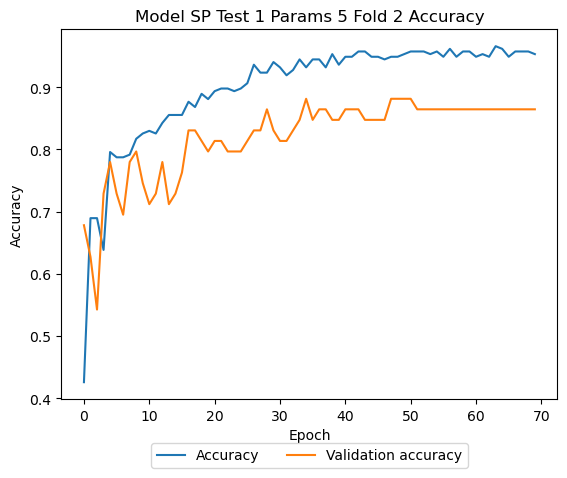 Model SP Test 1 Params 5 Fold 2 Accuracy
Accuracy
0.9
0.8
0.7
0.6
0.5
0.4
0 10 20 30 40 50 60 70
Epoch
Accuracy Validation accuracy